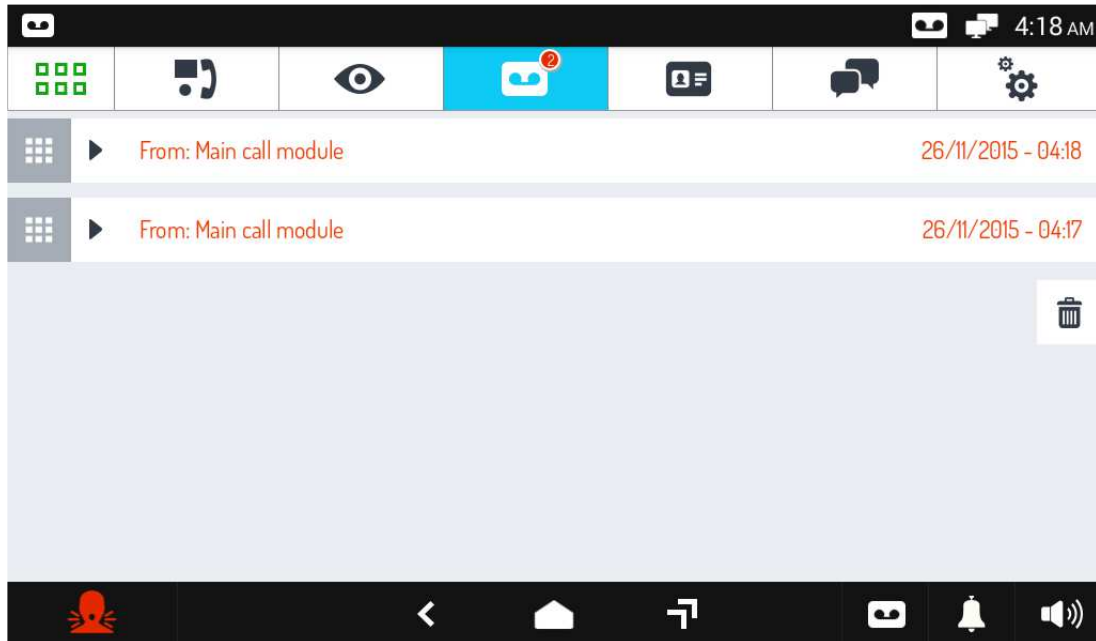 4:18 AM
2
From: Main call module 26/11/2015 - 04:18
From: Main call module 26/11/2015 - 04:17